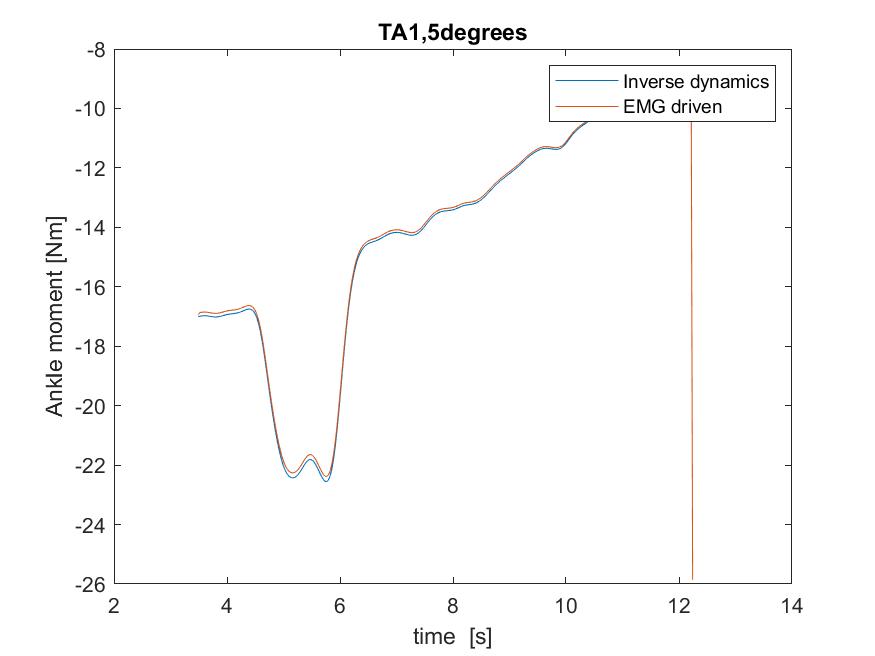 TA1,5degrees
-8
-10
-12
-14
-16
-18
-20
-22
-24
-26
Ankle moment [Nm]
Inverse dynamics
EMG driven
2 4 6 8 10 12 14
time [s]